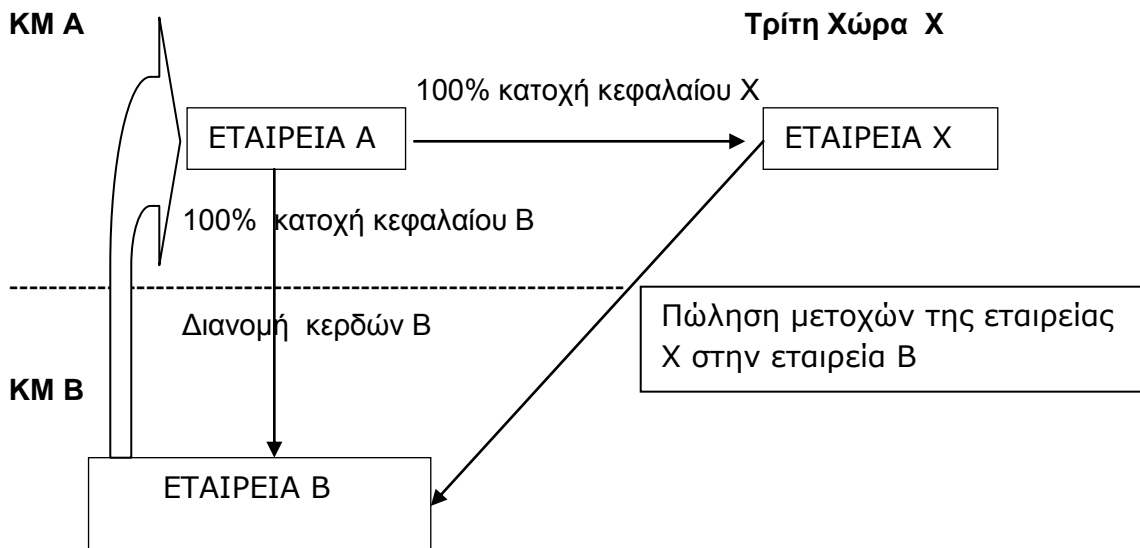 ΚΜ Α
Τρίτη Χώρα Χ
100% κατοχή κεφαλαίου Χ
ΕΤΑΙΡΕΙΑ Α
ΕΤΑΙΡΕΙΑ Χ
100% κατοχή κεφαλαίου Β
Διανομή κερδών Β
Πώληση μετοχών της εταιρείας
Χ στην εταιρεία Β
ΚΜ Β
ΕΤΑΙΡΕΙΑ Β